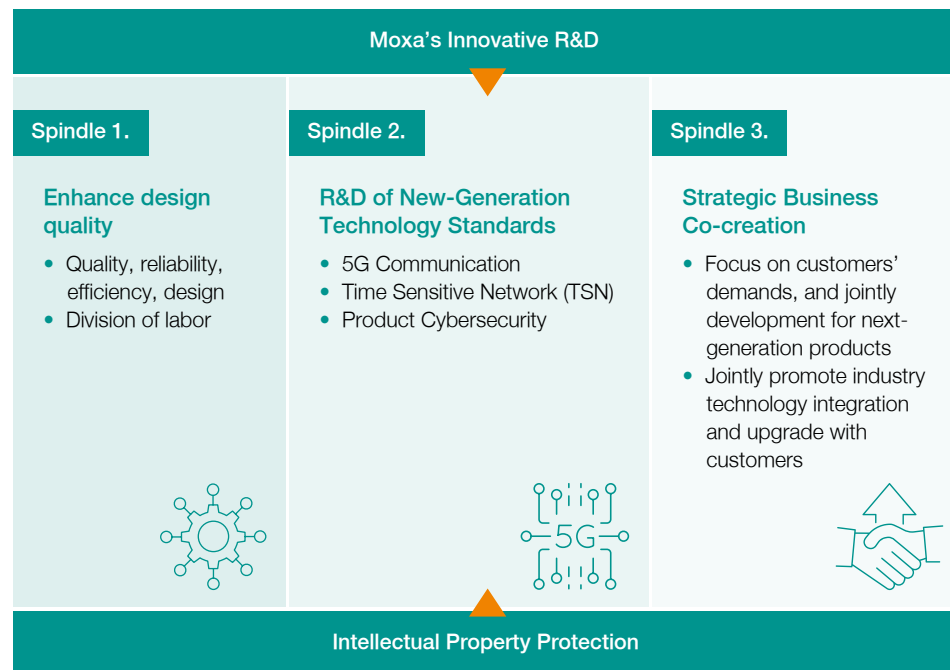 Moxa’s Innovative R&D
Spindle 1.
Enhance design
quality
• Quality, reliability,
efficiency, design
• Division of labor
Spindle 2.
R&D of New-Generation
Technology Standards
• 5G Communication
• Time Sensitive Network (TSN)
• Product Cybersecurity
5G
Spindle 3.
Strategic Business
Co-creation
• Focus on customers’
demands, and jointly
development for next-
generation products
• Jointly promote industry
technology integration
and upgrade with
customers
Intellectual Property Protection